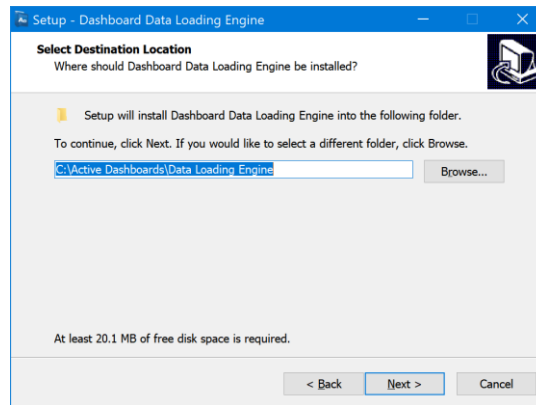 Setup - Dashboard Data Loading Engine
Select Destination Location
Where should Dashboard Data Loading Engine be installed?
Setup will install Dashboard Data Loading Engine into the following folder.
To continue, click Next. If you would like to select a different folder, click Browse.
C:\Active Dashboards\Data Loading Engine
Browse...
At least 20.1 MB of free disk space is required.
< Back Next > Cancel